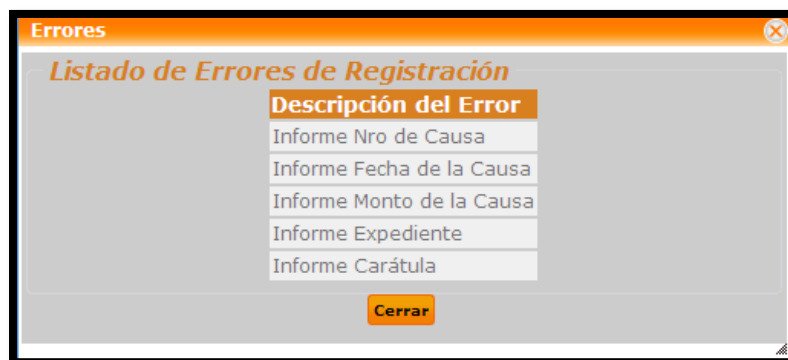 Errores
Listado de Errores de Registración
Descripción del Error
Informe Nro de Causa
Informe Fecha de la Causa
Informe Monto de la Causa
Informe Expediente
Informe Carátula
Cerrar